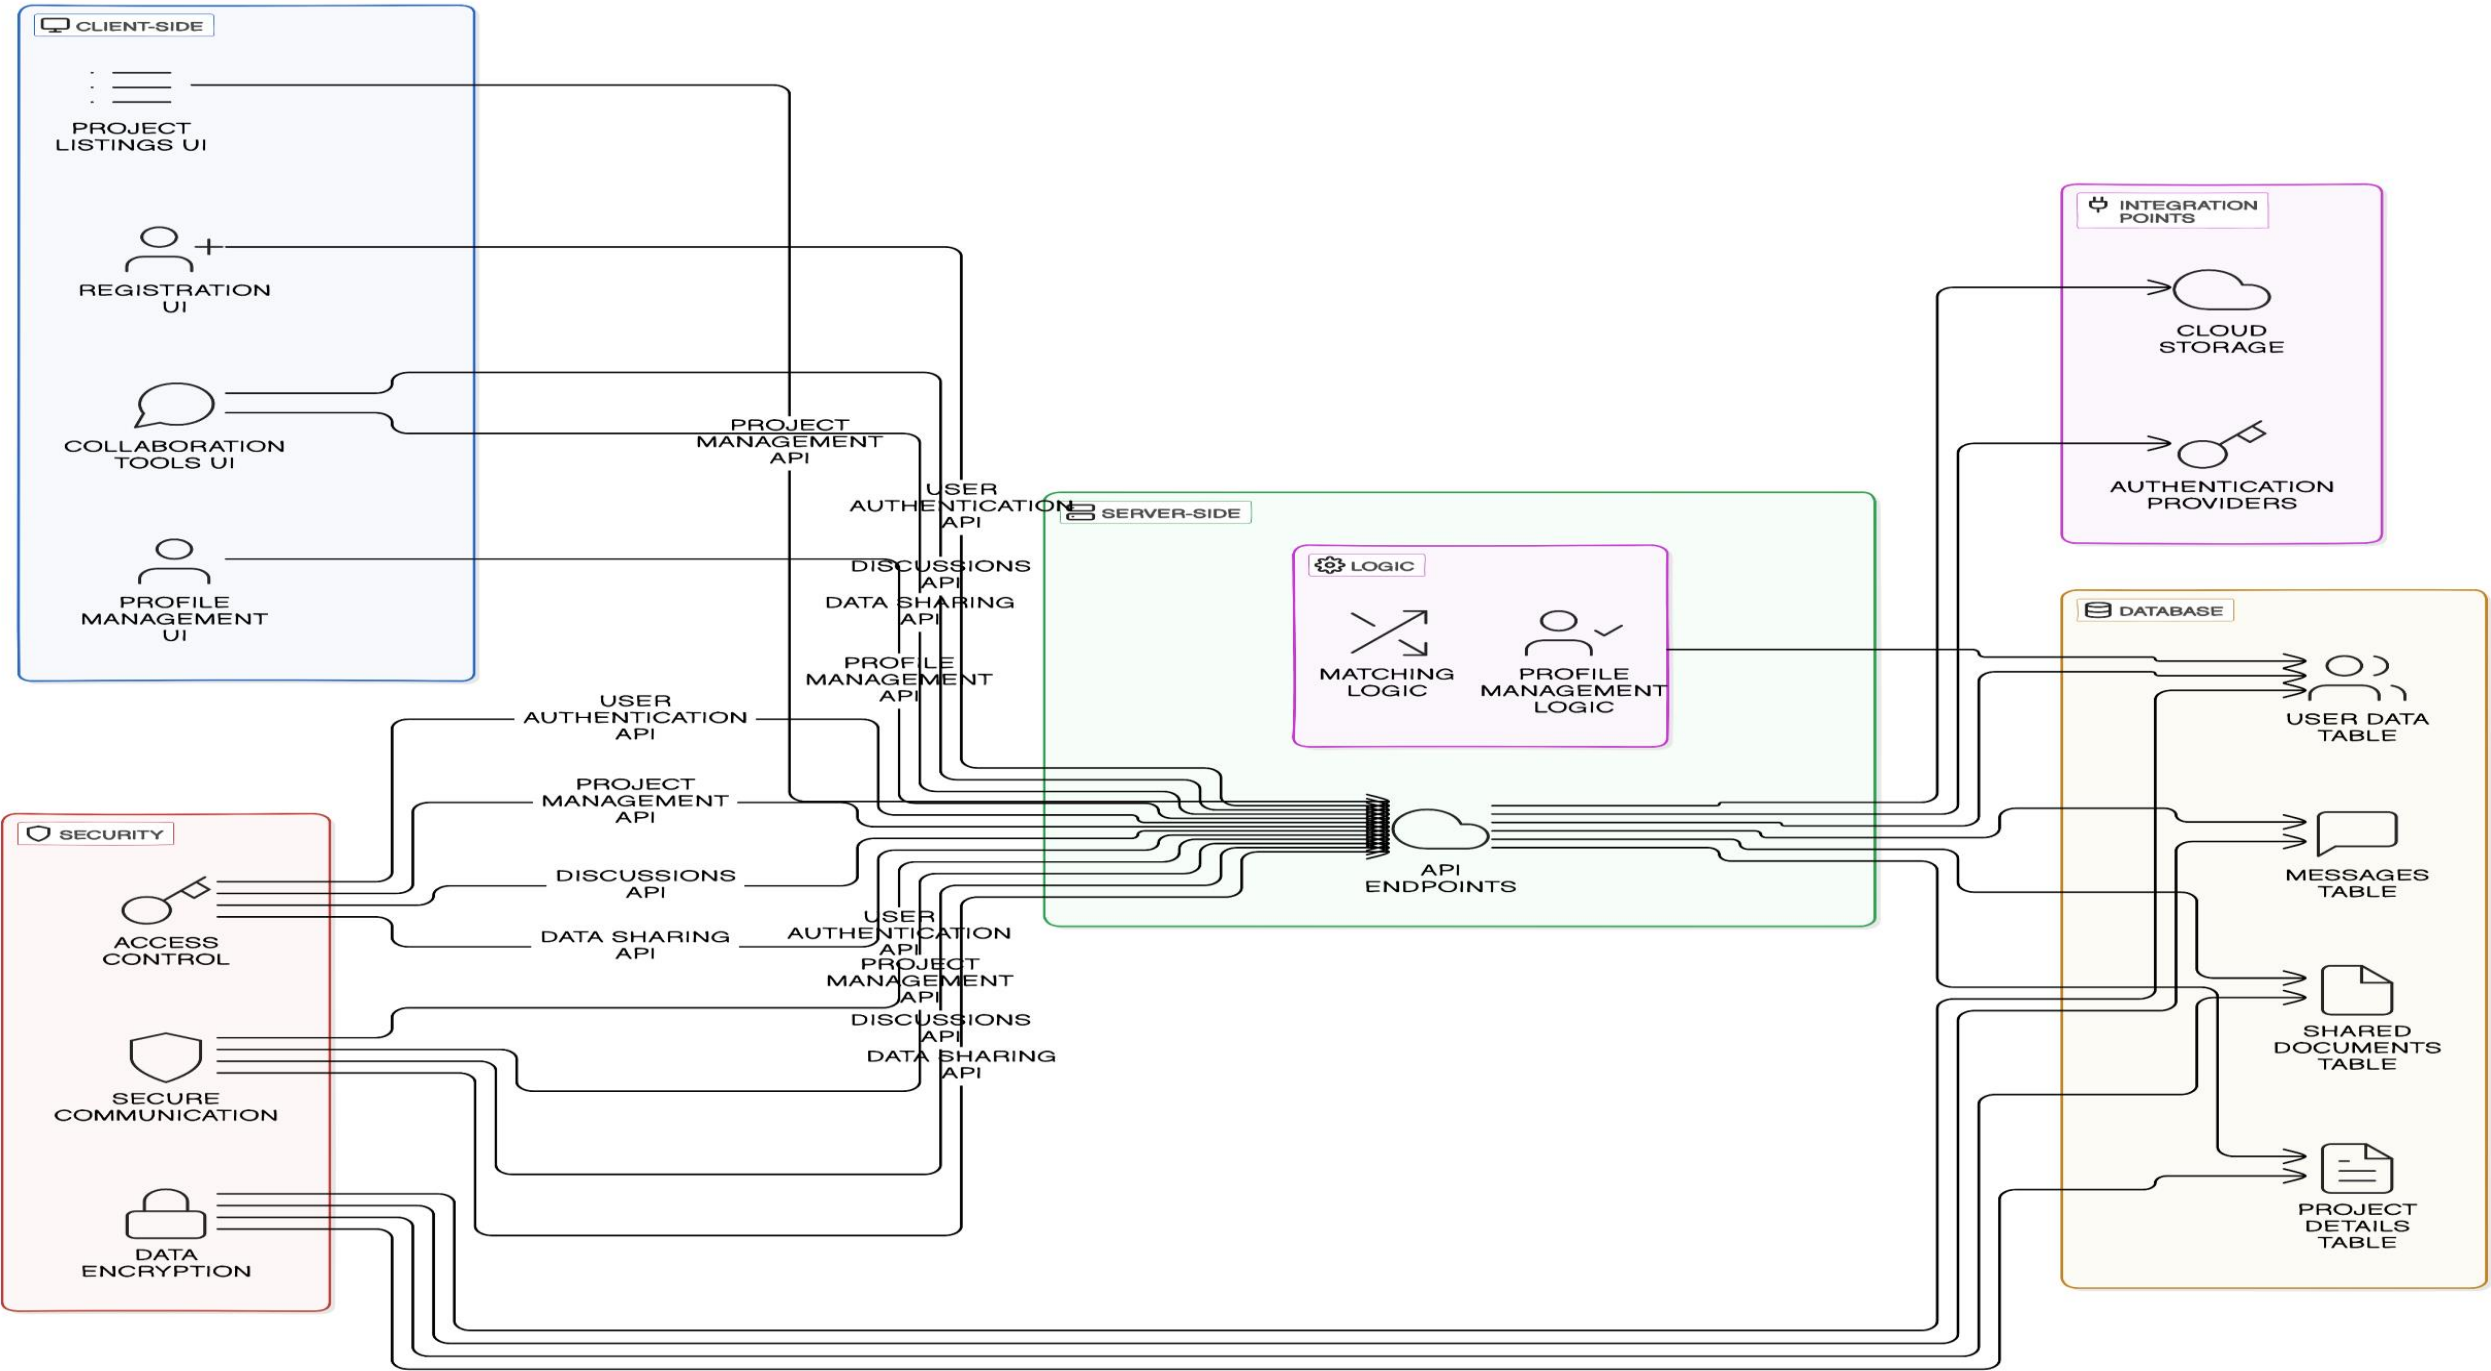 CLIENT-SIDE
PROJECT
LISTINGS UI
REGISTRATION
UI
COLLABORATION
TOOLS UI
PROFILE
MANAGEMENT
UI
PROJECT
MANAGEMENT
API
USER
AUTHENTICATION
API
DISCUSSIONS
API
DATA SHARING
API
PROFILE
MANAGEMENT
API
USER
AUTHENTICATION
API
PROJECT
MANAGEMENT
API
DISCUSSIONS
API
DATA SHARING
API
USER
AUTHENTICATION
API
PROJECT
MANAGEMENT
API
DISCUSSIONS
API
DATA SHARING
API
SECURITY
ACCESS
CONTROL
SECURE
COMMUNICATION
DATA
ENCRYPTION
SERVER-SIDE
LOGIC
MATCHING
LOGIC
PROFILE
MANAGEMENT
LOGIC
API
ENDPOINTS
INTEGRATION
POINTS
CLOUD
STORAGE
AUTHENTICATION
PROVIDERS
DATABASE
USER DATA
TABLE
MESSAGES
TABLE
SHARED
DOCUMENTS
TABLE
PROJECT
DETAILS
TABLE